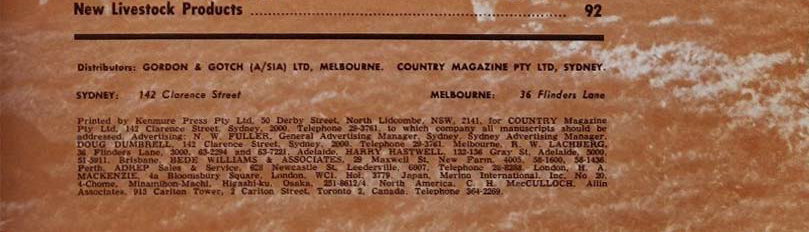 New Livestock Products ........................................................ 92
Distributors: GORDON & GOTCH (A/SIA) LTD, MELBOURNE. COUNTRY MAGAZINE PTY LTD, SYDNEY.
SYDNEY: 142 Clarence Street MELBOURNE: 36 Flinders Lane
Printed by Kenmure Press Pty Ltd, 50 Derby Street, North Lidcombe, NSW, 2141, for COUNTRY Magazine
Pty Ltd, 142 Clarence Street, Sydney, 2000. Telephone 29-3761, to which company all manuscripts should be
addressed. Advertising: N. W. FULLER, General Advertising Manager, Sydney. Sydney Advertising Manager,
DOUG DUMBRELL, 142 Clarence Street, Sydney, 2000. Telephone 29-3761. Melbourne, R. W. LACHBERG,
36 Flinders Lane, 3000, 63-2294 and 63-7221. Adelaide, HARRY HASTWELL, 132-136 Gray St, Adelaide, 5000,
51-5911. Brisbane, BEDE WILLIAMS & ASSOCIATES, 29 Maxwell St, New Farm, 4005, 58-1600, 58-1436.
Perth, ADREP Sales & Service, 62B Newcastle St, Leederville, 6007, Telephone London, H. A.
MACKENZIE, 4a Bloomsbury Square, London, WC1. Hol. 3779. Japan, Merino International, Inc, No 20,
4-Chome, Minamihon-Machi, Higashi-ku, Osaka, 251-8612/4. North America, C. H. MacCULLOCH, Allin
Associates, 915 Carlton Tower, 2 Carlton Street, Toronto 2, Canada. Telephone 364-2269.